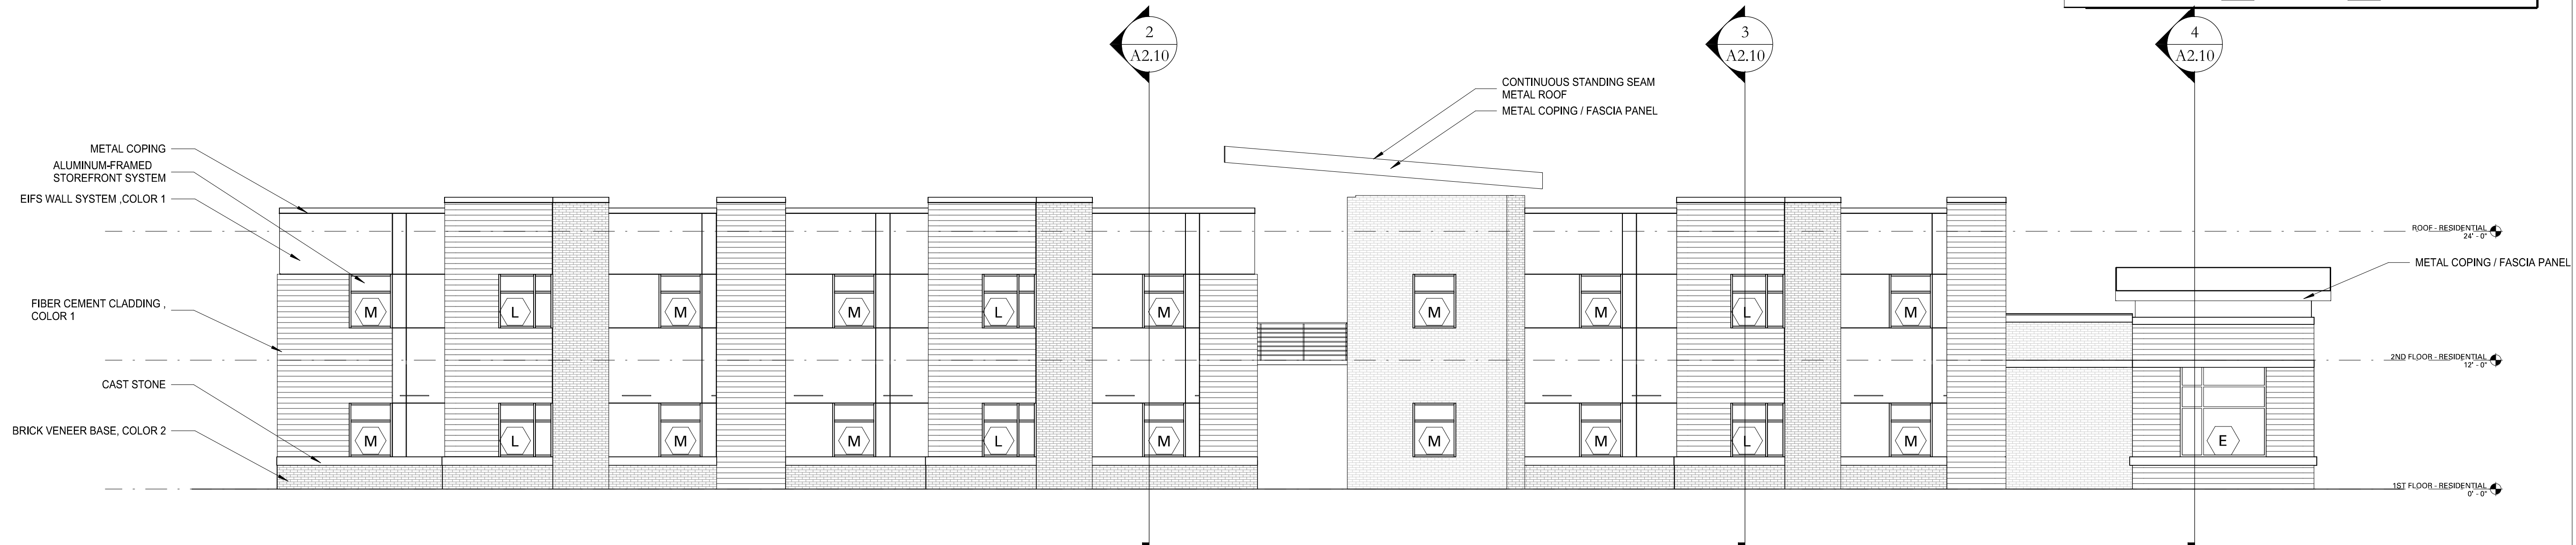 2
A2.10
3
A2.10
4
A2.10
CONTINUOUS STANDING SEAM
METAL ROOF
METAL COPING / FASCIA PANEL
METAL COPING
ALUMINUM-FRAMED
STOREFRONT SYSTEM
EIFS WALL SYSTEM ,COLOR 1
FIBER CEMENT CLADDING ,
COLOR 1
CAST STONE
BRICK VENEER BASE, COLOR 2
ROOF - RESIDENTIAL
24' - 0"
METAL COPING / FASCIA PANEL
2ND FLOOR - RESIDENTIAL
12' - 0"
1ST FLOOR - RESIDENTIAL
0' - 0"
M L M M L M M M L M
M L M M L M M M L M E